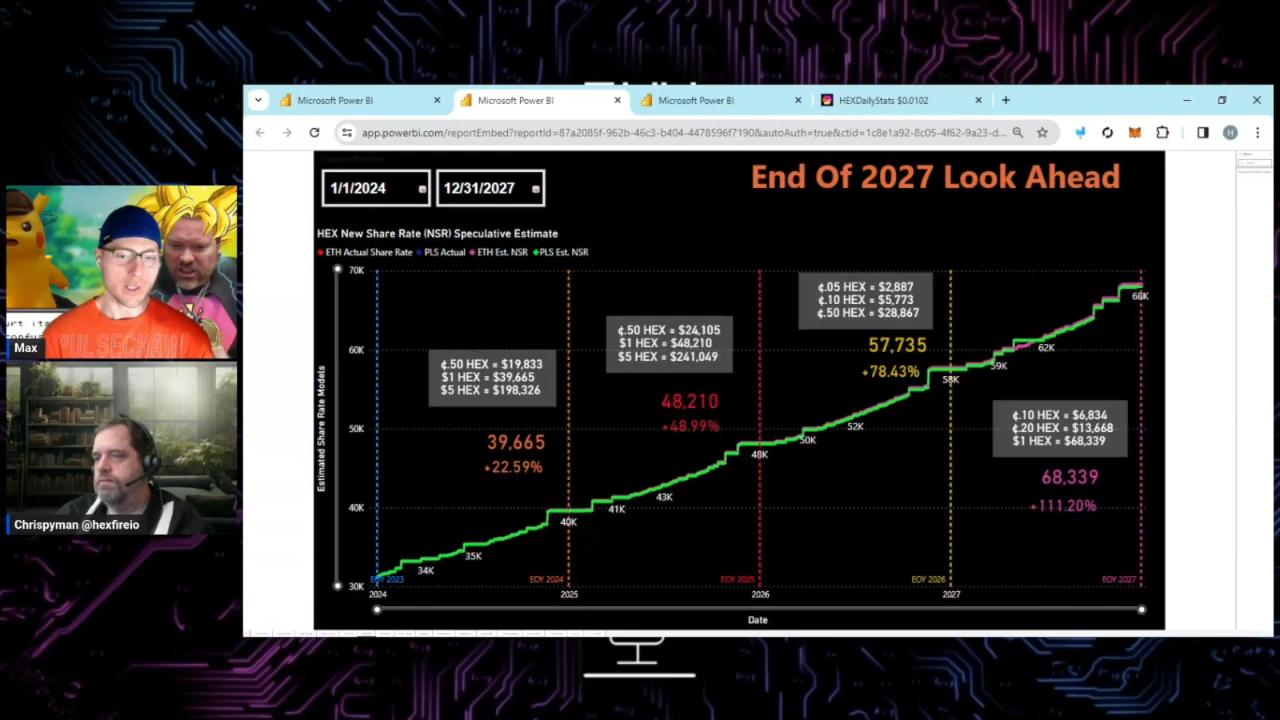 Microsoft Power BI
Microsoft Power BI
Microsoft Power BI
HEXDailyStats $0.0102
app.powerbi.com/reportEmbed?reportId=87a2085f-962b-46c3-b404-4478596f7190&autoAuth=true&ctid=1c8e1a92-8c05-4f62-9a23-d...
H
1/1/2024
12/31/2027
End Of 2027 Look Ahead
HEX New Share Rate (NSR) Speculative Estimate
ETH Actual Share Rate PLS Actual ETH Est. NSR PLS Est. NSR
Estimated Share Rate Models
70K
60K
50K
40K
30K
¢.50 HEX = $19,833
$1 HEX = $39,665
$5 HEX = $198,326
39,665
+22.59%
¢.50 HEX = $24,105
$1 HEX = $48,210
$5 HEX = $241,049
48,210
+48.99%
¢.05 HEX = $2,887
¢.10 HEX = $5,773
¢.50 HEX = $28,867
57,735
+78.43%
¢.10 HEX = $6,834
¢.20 HEX = $13,668
$1 HEX = $68,339
68,339
+111.20%
34K
35K
40K
41K
43K
48K
50K
52K
58K
59K
62K
68K
EOY 2023
EOY 2024
EOY 2025
EOY 2026
EOY 2027
2024
2025
2026
2027
Date
PULSECHAIN
Max
Chrispyman @hexfireio